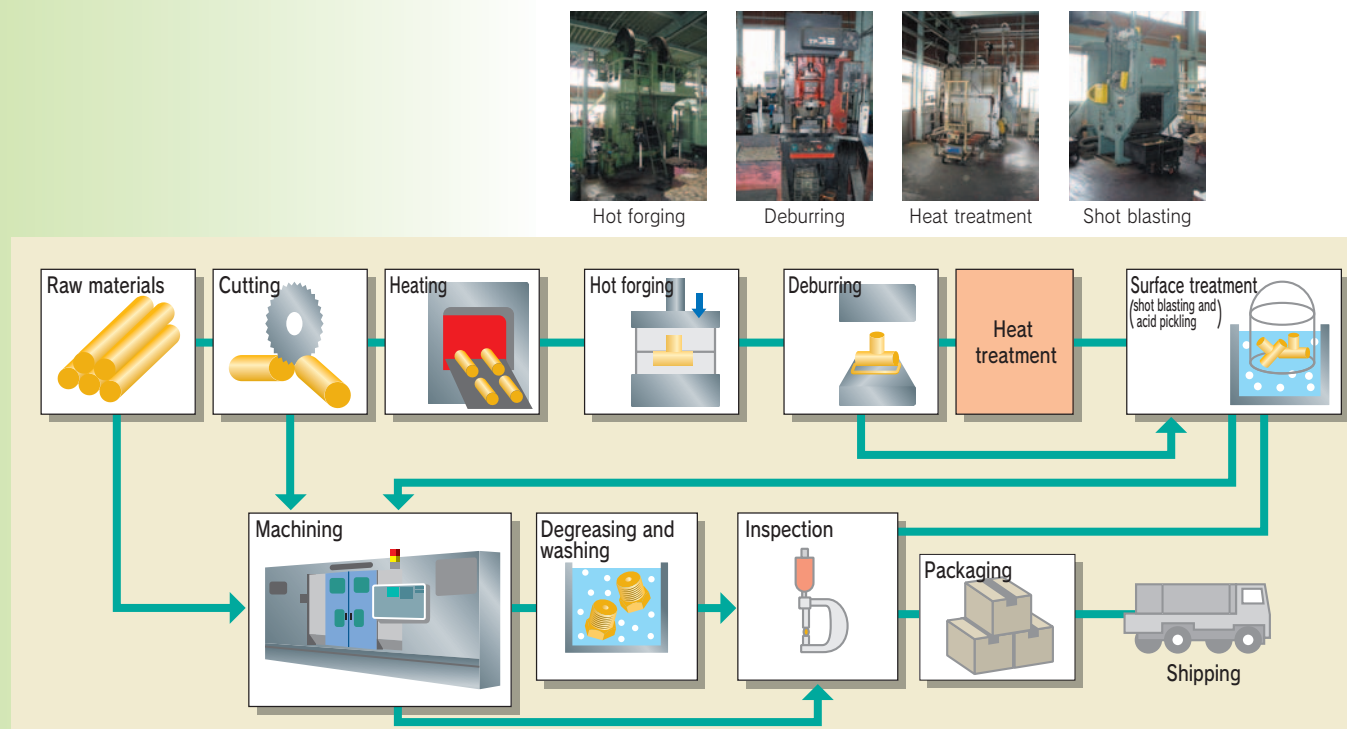 Hot forging
Deburring
Heat treatment
Shot blasting
Raw materials
Cutting
Heating
Hot forging
Deburring
Heat
treatment
Surface treatment
(shot blasting and
acid pickling)
Machining
Degreasing and
washing
Inspection
Packaging
Shipping